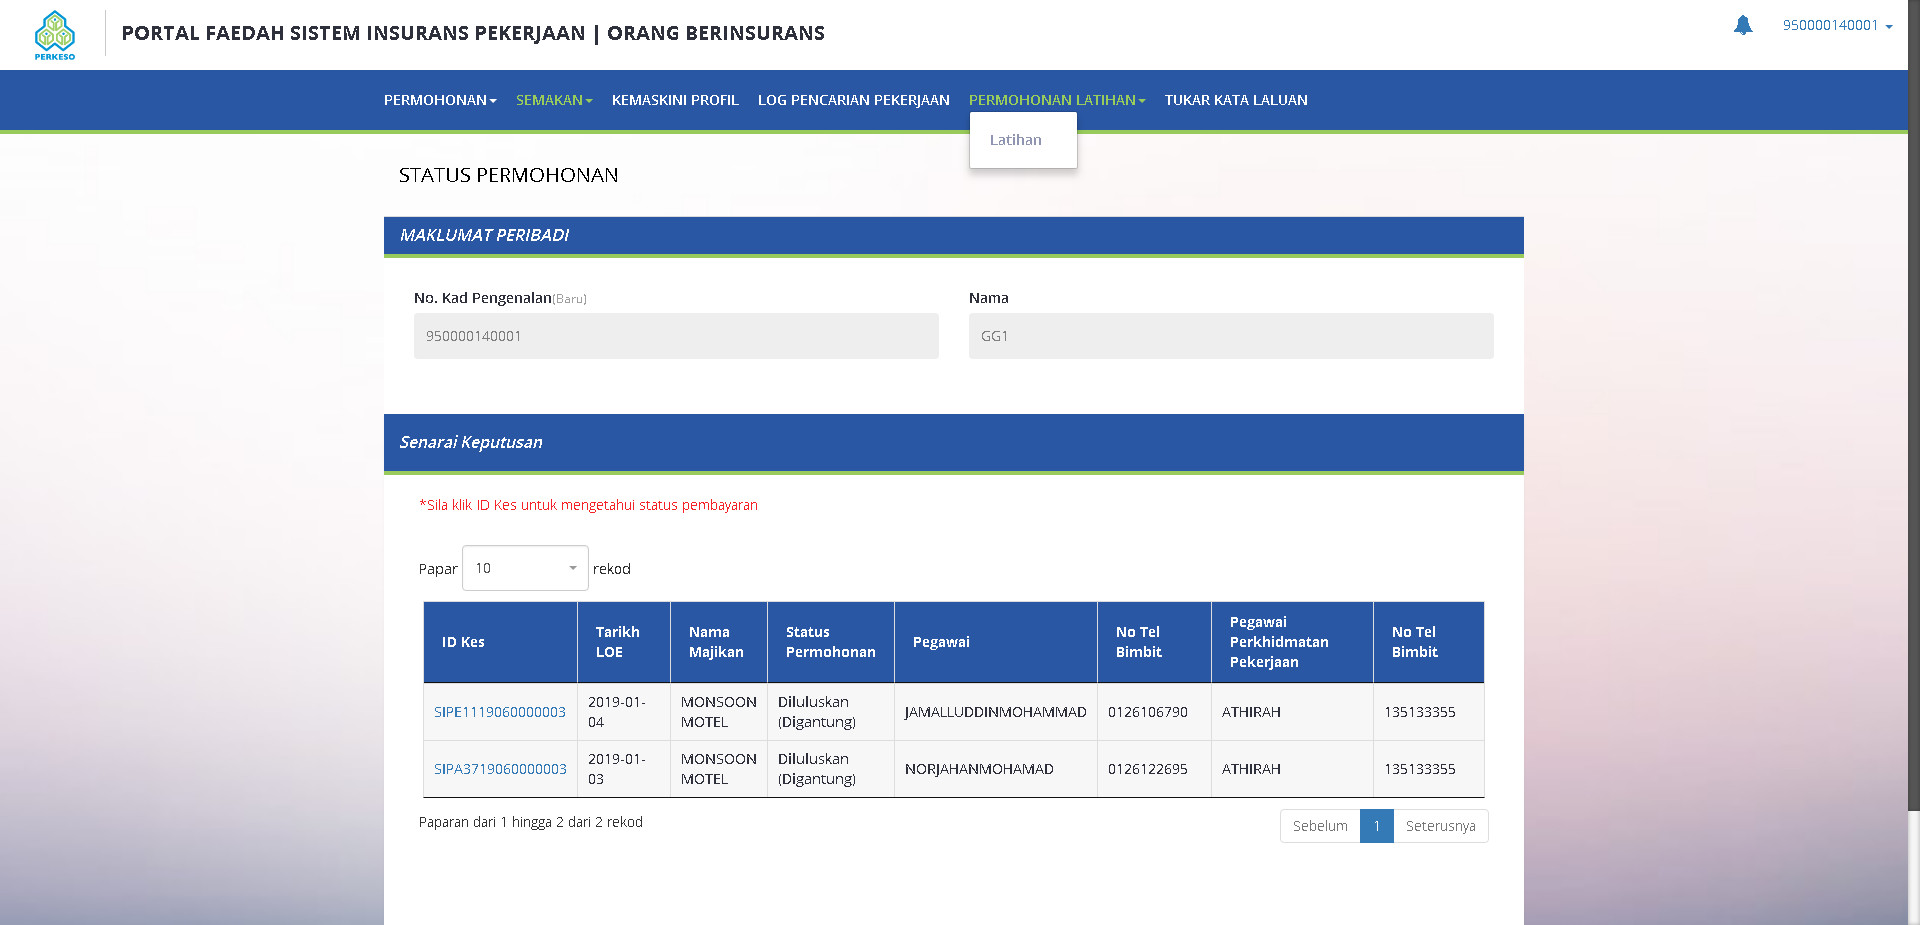 PERKESO
PORTAL FAEDAH SISTEM INSURANS PEKERJAAN | ORANG BERINSURANS
950000140001
PERMOHONAN SEMAKAN KEMASKINI PROFIL LOG PENCARIAN PEKERJAAN PERMOHONAN LATIHAN TUKAR KATA LALUAN
Latihan
STATUS PERMOHONAN
MAKLUMAT PERIBADI
No. Kad Pengenalan(Baru) Nama
950000140001 GG1
Senarai Keputusan
*Sila klik ID Kes untuk mengetahui status pembayaran
Papar 10 rekod
ID Kes
Tarikh
LOE
Nama
Majikan
Status
Permohonan
Pegawai
No Tel
Bimbit
Pegawai
Perkhidmatan
Pekerjaan
No Tel
Bimbit
SIPE1119060000003
2019-01-
04
MONSOON
MOTEL
Diluluskan
(Digantung)
JAMALLUDDINMOHAMMAD
0126106790
ATHIRAH
135133355
SIPA3719060000003
2019-01-
03
MONSOON
MOTEL
Diluluskan
(Digantung)
NORJAHANMOHAMAD
0126122695
ATHIRAH
135133355
Paparan dari 1 hingga 2 dari 2 rekod
Sebelum 1 Seterusnya